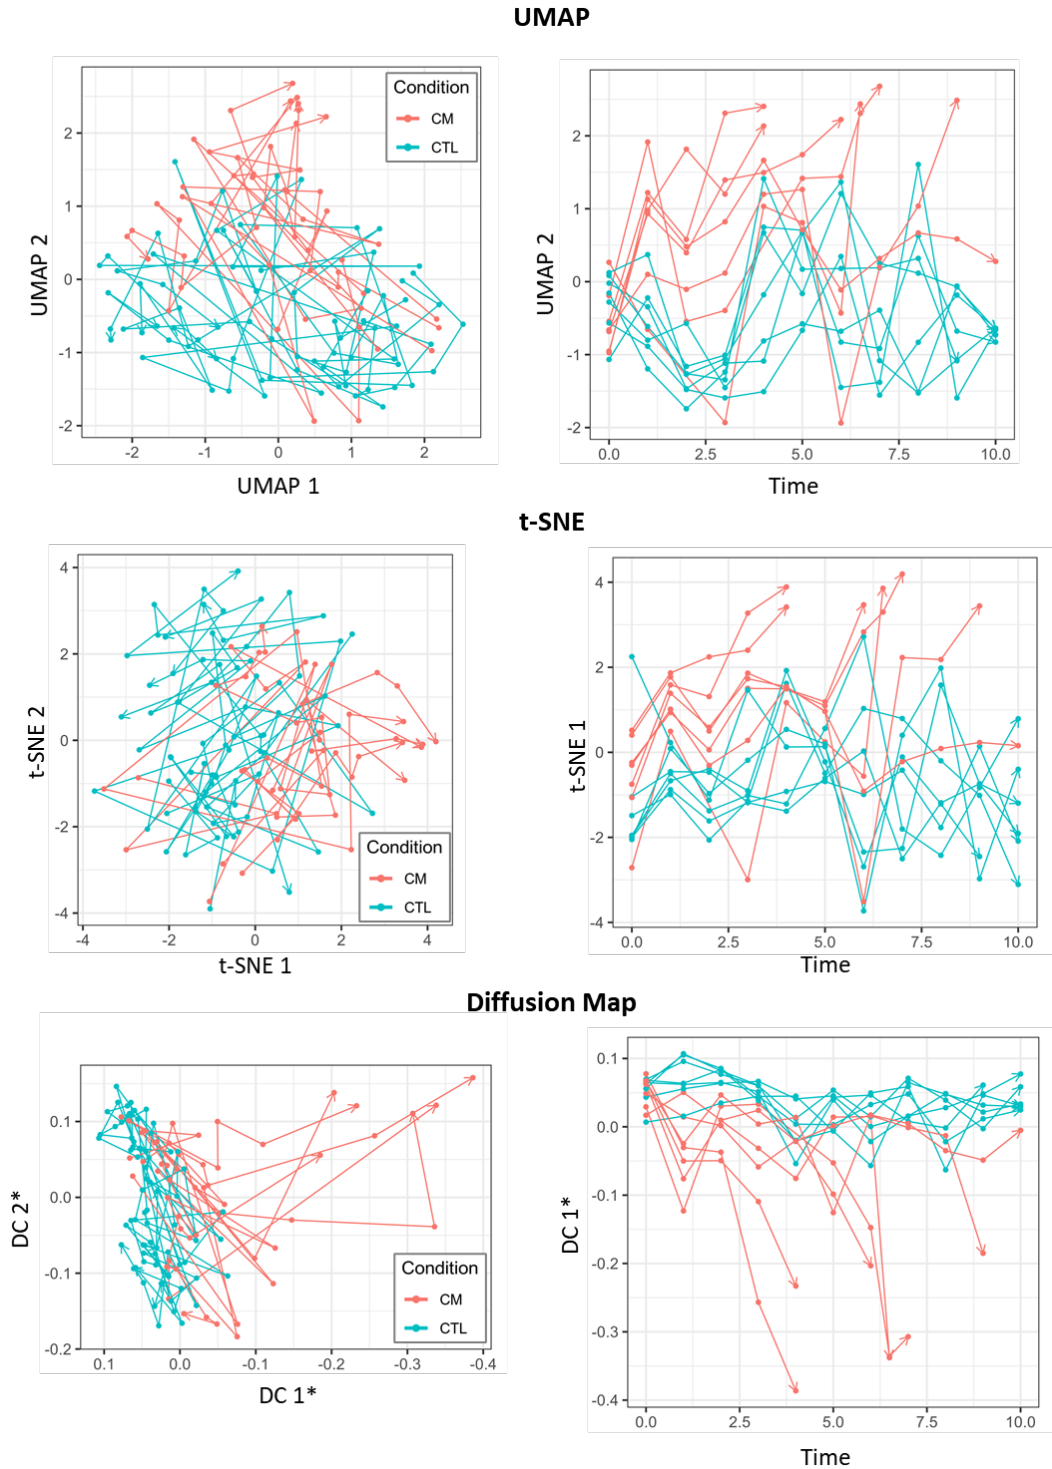 UMAP
Condition
CM
CTL
2
1
0
-1
-2
UMAP 2
-2 -1 0 1 2
UMAP 1
2
1
0
-1
-2
UMAP 2
0.0 2.5 5.0 7.5 10.0
Time
t-SNE
4
2
0
-2
-4
t-SNE 2
Condition
CM
CTL
-4 -2 0 2 4
t-SNE 1
4
2
0
-2
-4
t-SNE 1
0.0 2.5 5.0 7.5 10.0
Time
Diffusion Map
0.1
0.0
-0.1
-0.2
DC 2*
Condition
CM
CTL
0.1 0.0 -0.1 -0.2 -0.3 -0.4
DC 1*
0.1
0.0
-0.1
-0.2
-0.3
-0.4
DC 1*
0.0 2.5 5.0 7.5 10.0
Time